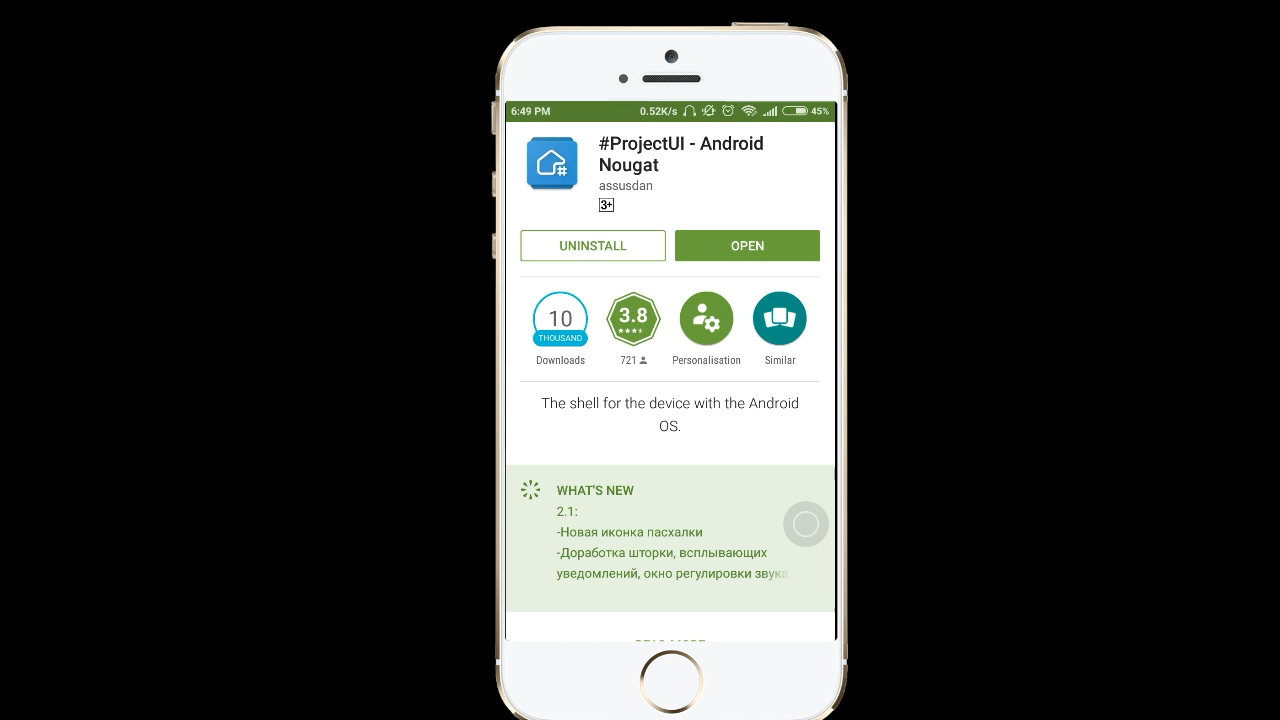 6:49 PM 0.52K/s 45%
#ProjectUI - Android
Nougat
assusdan
3+
UNINSTALL OPEN
10
THOUSAND
3.8
Downloads 721 Personalisation Similar
The shell for the device with the Android
OS.
WHAT'S NEW
2.1:
-Новая иконка пасхалки
-Доработка шторки, всплывающих
уведомлений, окно регулировки звука